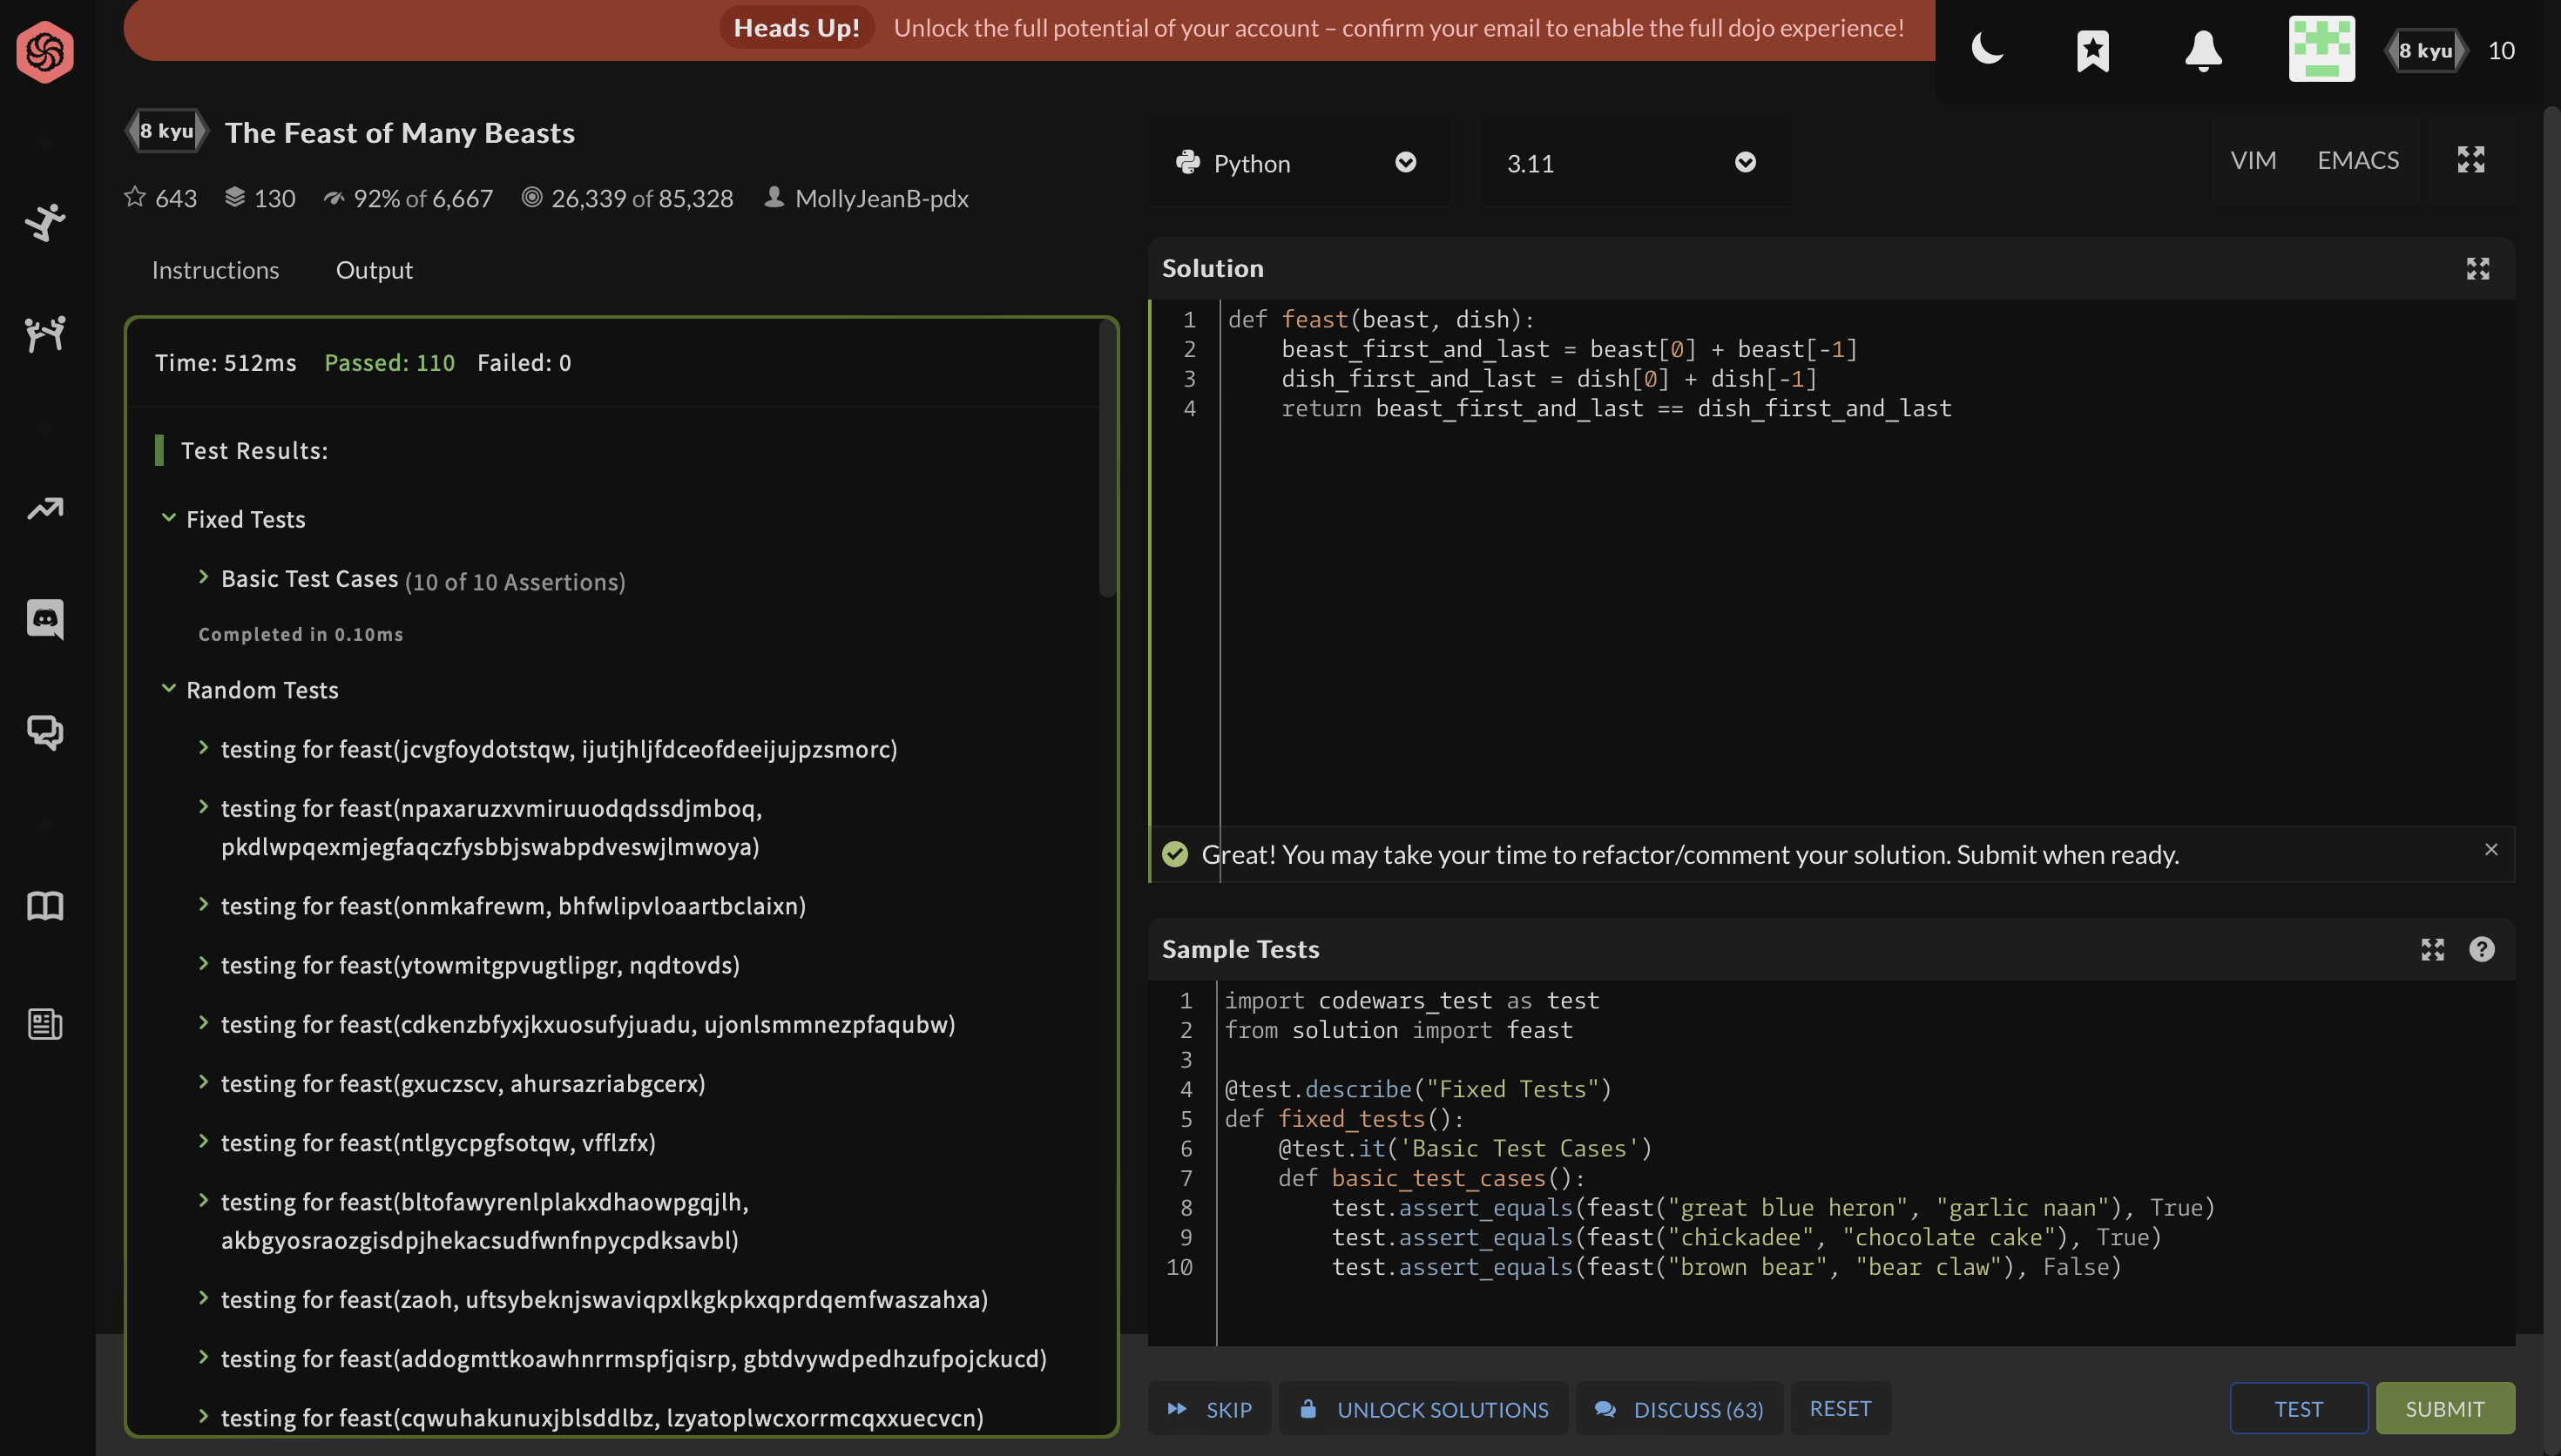 Heads Up! Unlock the full potential of your account – confirm your email to enable the full dojo experience!
8 kyu 10
8 kyu The Feast of Many Beasts
643 130 92% of 6,667 26,339 of 85,328 MollyJeanB-pdx
Instructions Output
Time: 512ms Passed: 110 Failed: 0
Test Results:
Fixed Tests
Basic Test Cases (10 of 10 Assertions)
Completed in 0.10ms
Random Tests
testing for feast(jcvgfoydotstqw, ijutjhljfdceofdeeijujpzsmorc)
testing for feast(npaxaruzxvmiruuodqdssdjmboq,
pkdlwpqexmjegfaqczfysbbjswabpdveswjlmwoya)
testing for feast(onmkafrewm, bhfwlipvloaartbclaixn)
testing for feast(ytowmitgpvugtlipgr, nqdtovds)
testing for feast(cdkenzbfyxjkxuosufyjuadu, ujonlsmmnezpfaqubw)
testing for feast(gxuczscv, ahursazriabgcerx)
testing for feast(ntlgycpgfsotqw, vfflzfx)
testing for feast(bltofawyrenlplakxdhaowpgqjlh,
akbgyosraozgisdpjhekacsudfwnfnpycpdksavbl)
testing for feast(zaoh, uftsybeknjswaviqpxlkgkpkxqprdqemfwaszahxa)
testing for feast(addogmttkoawhnrrmspfjqisrp, gbtdvywdpedhzufpojckucd)
testing for feast(cqwuhakunuxjblsddlbz, lzyatoplwcxorrmcqxxuecvcn)
Python 3.11 VIM EMACS
Solution
1 def feast(beast, dish):
2 beast_first_and_last = beast[0] + beast[-1]
3 dish_first_and_last = dish[0] + dish[-1]
4 return beast_first_and_last == dish_first_and_last
Great! You may take your time to refactor/comment your solution. Submit when ready.
Sample Tests
1 import codewars_test as test
2 from solution import feast
3
4 @test.describe("Fixed Tests")
5 def fixed_tests():
6 @test.it('Basic Test Cases')
7 def basic_test_cases():
8 test.assert_equals(feast("great blue heron", "garlic naan"), True)
9 test.assert_equals(feast("chickadee", "chocolate cake"), True)
10 test.assert_equals(feast("brown bear", "bear claw"), False)
SKIP UNLOCK SOLUTIONS DISCUSS (63) RESET TEST SUBMIT